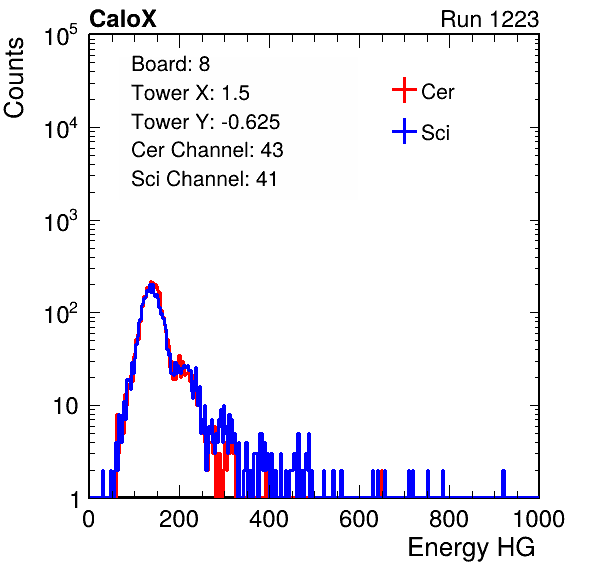 CaloX Run 1223
Counts
Board: 8
Tower X: 1.5
Tower Y: -0.625
Cer Channel: 43
Sci Channel: 41
Cer
Sci
10^5
10^4
10^3
10^2
10
1
0 200 400 600 800 1000
Energy HG